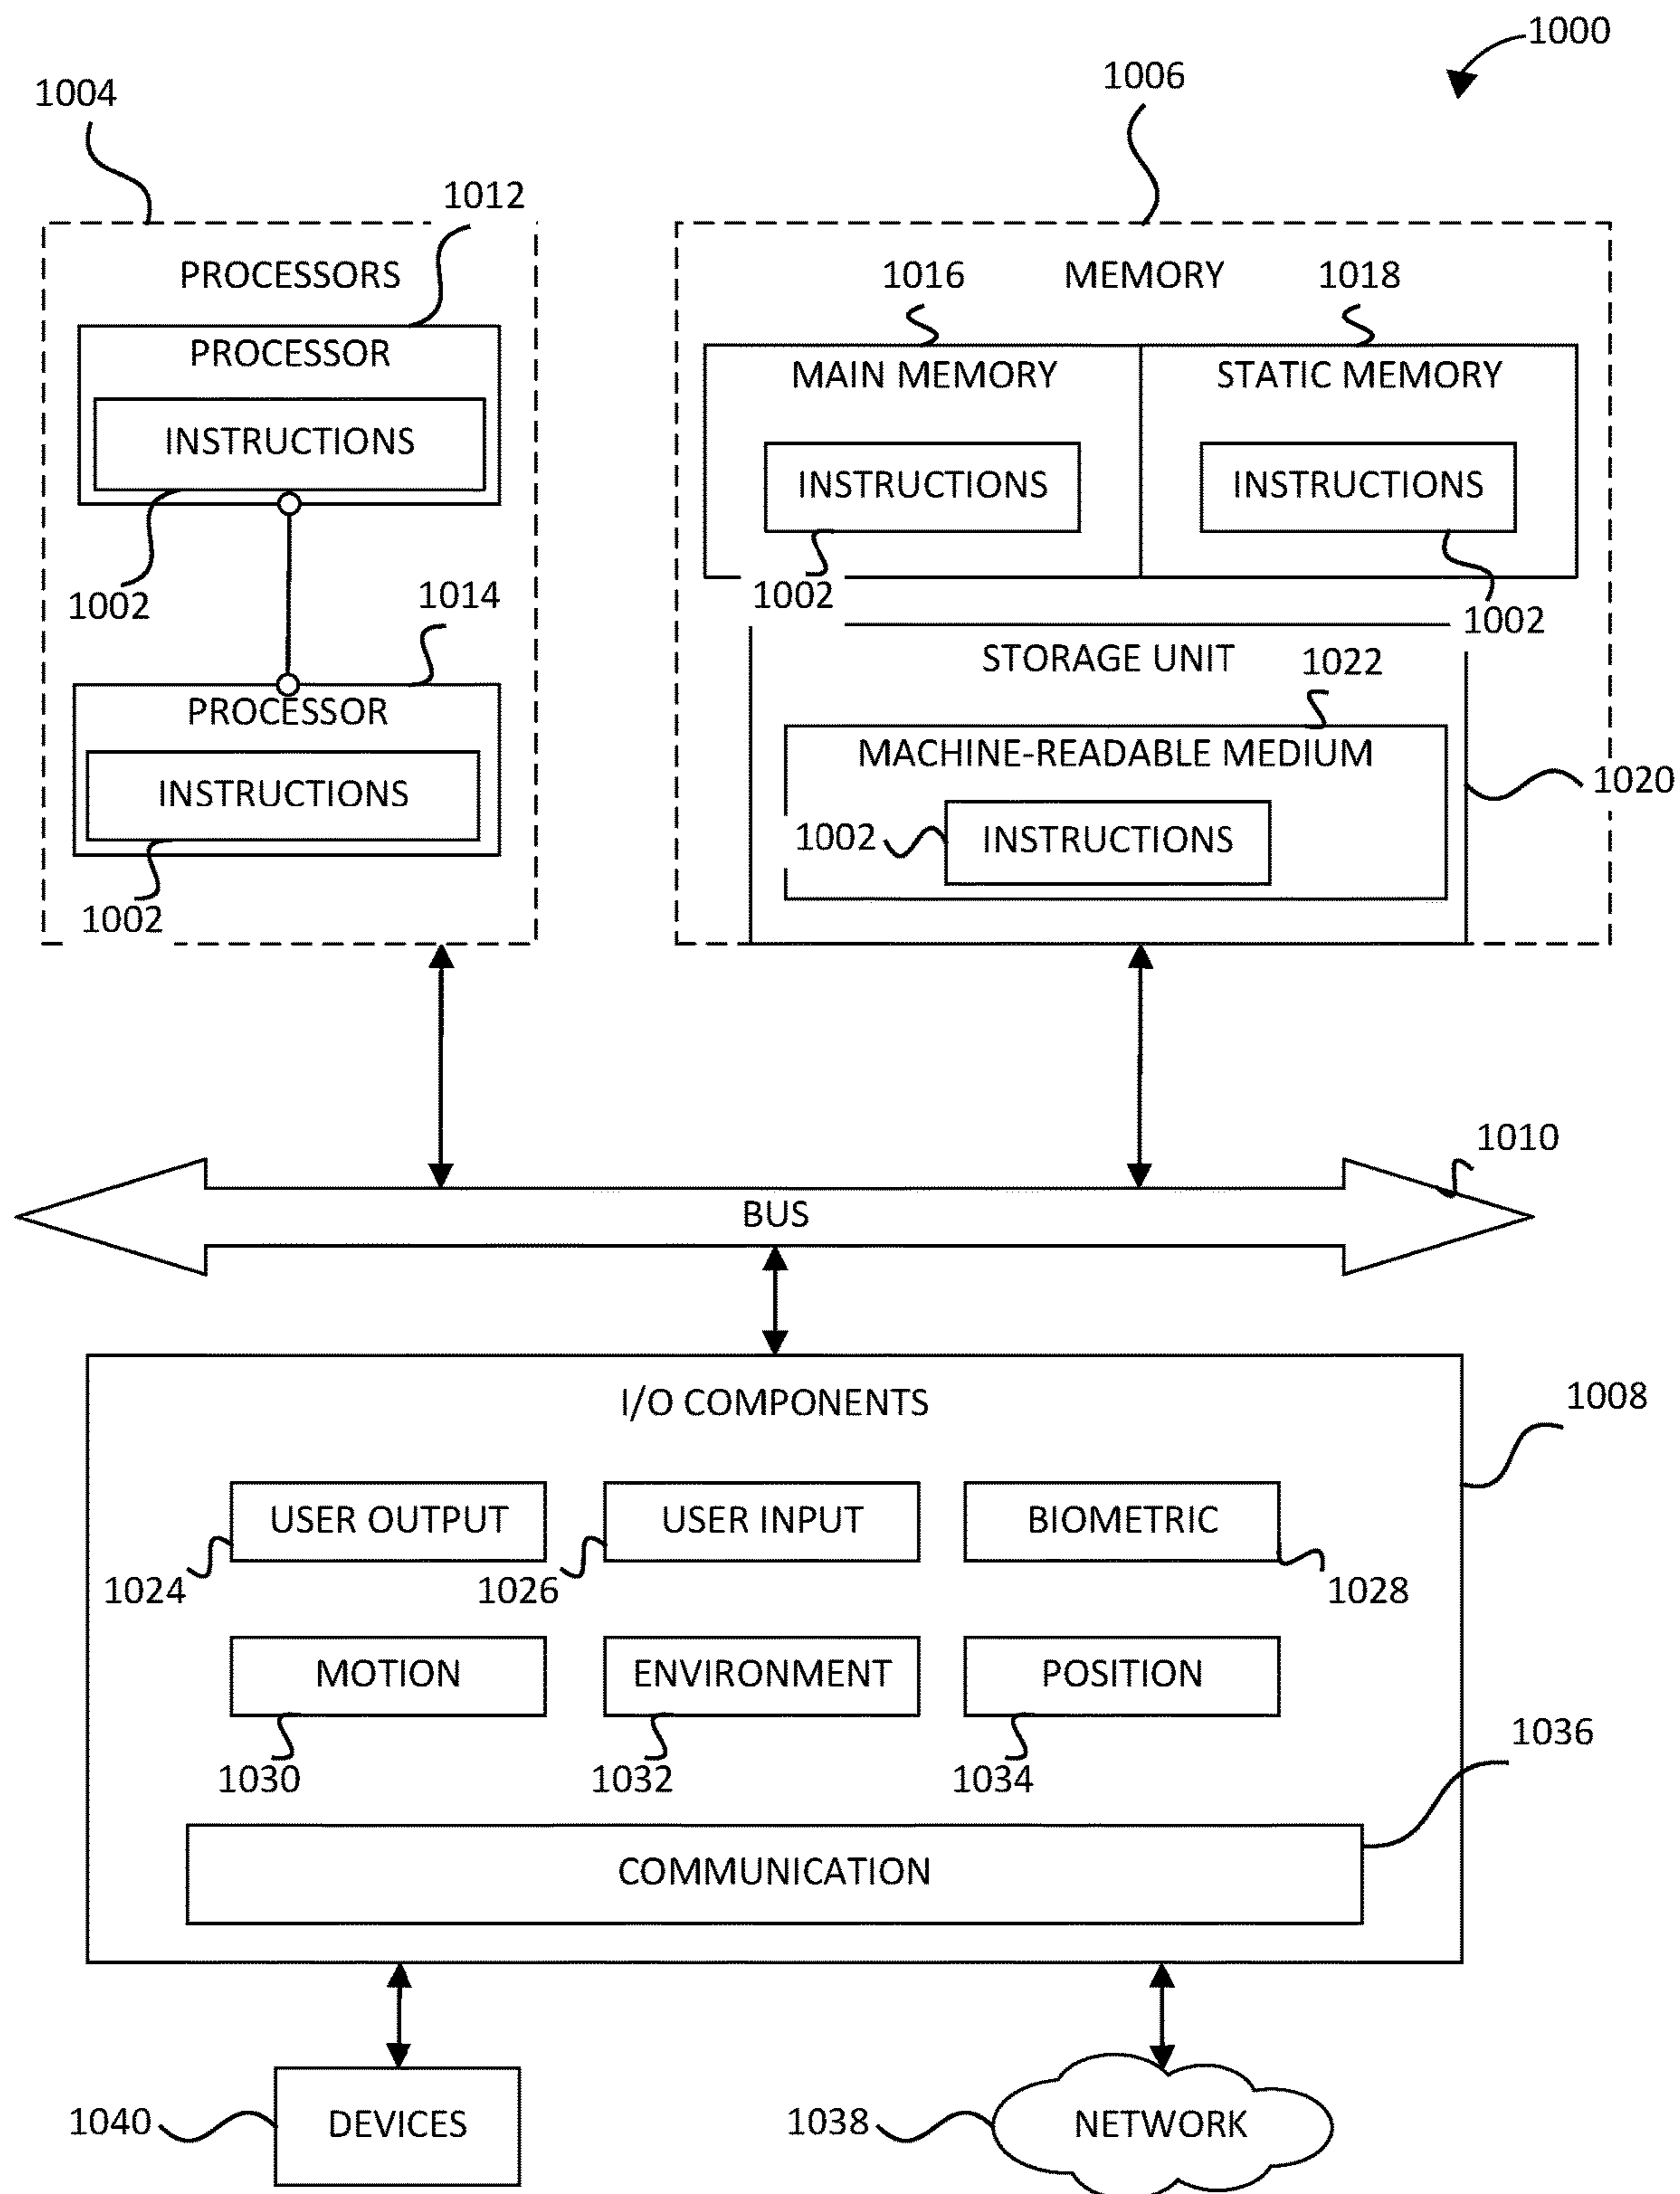 1000
1006
1004
1012
PROCESSORS
1016
MEMORY
1018
PROCESSOR
MAIN MEMORY
STATIC MEMORY
INSTRUCTIONS
INSTRUCTIONS
INSTRUCTIONS
1002
1014
1002
1002
STORAGE UNIT
1022
PROCESSOR
MACHINE-READABLE MEDIUM
1020
INSTRUCTIONS
1002
INSTRUCTIONS
1002
1010
BUS
I/O COMPONENTS
1008
USER OUTPUT
USER INPUT
BIOMETRIC
1024
1026
1028
MOTION
ENVIRONMENT
POSITION
1036
1030
1032
1034
COMMUNICATION
1040
DEVICES
1038
NETWORK